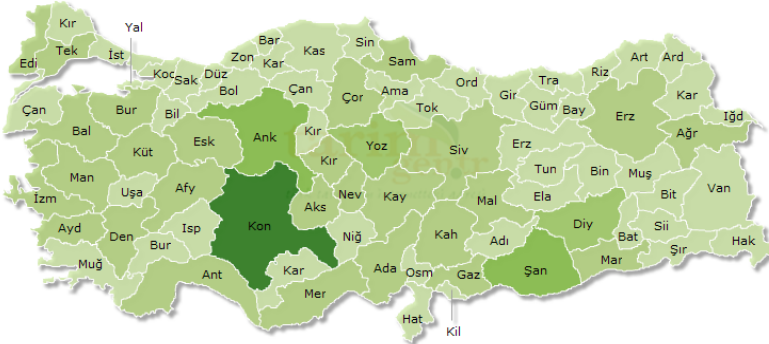 Kır
Yal
Bar
Kas
Sin
Edi
Tek
İst
Koc
Sak
Düz
Zon
Kar
Sam
Ord
Gir
Tra
Riz
Art
Ard
Bol
Çan
Çor
Ama
Tok
Güm
Bay
Kar
Çan
Bur
Bil
Erz
Iğd
Bal
Küt
Esk
Ank
Kır
Yoz
Siv
Erz
Ağr
Man
Uşa
Afy
Kır
Tun
Bin
Muş
İzm
Aks
Nev
Kay
Mal
Ela
Bit
Van
Ayd
Den
Isp
Kon
Niğ
Kah
Adı
Diy
Bat
Sii
Hak
Muğ
Bur
Kar
Ada
Osm
Gaz
Şan
Mar
Şır
Ant
Mer
Hat
Kil